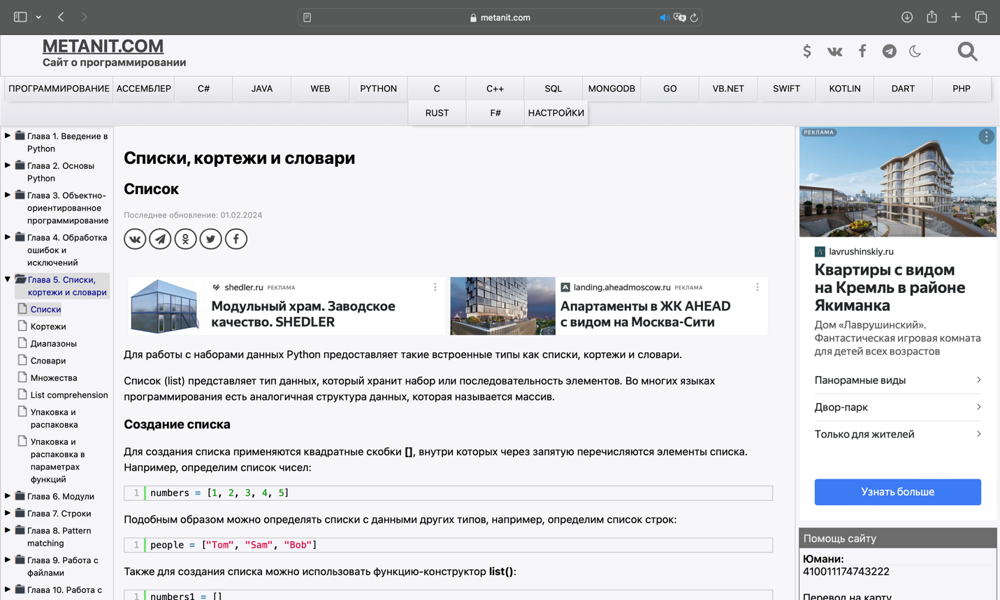 metanit.com
METANIT.COM
Сайт о программировании
ПРОГРАММИРОВАНИЕ
АССЕМБЛЕР
C#
JAVA
WEB
PYTHON
C
C++
SQL
MONGODB
GO
VB.NET
SWIFT
KOTLIN
DART
PHP
RUST
F#
НАСТРОЙКИ
Глава 1. Введение в
Python
Глава 2. Основы
Python
Глава 3. Объектно-
ориентированное
программирование
Глава 4. Обработка
ошибок и
исключений
Глава 5. Списки,
кортежи и словари
Списки
Кортежи
Диапазоны
Словари
Множества
List comprehension
Упаковка и
распаковка
Упаковка и
распаковка в
параметрах
функций
Глава 6. Модули
Глава 7. Строки
Глава 8. Pattern
matching
Глава 9. Работа с
файлами
Глава 10. Работа с
Списки, кортежи и словари
Список
Последнее обновление: 01.02.2024
shedler.ru РЕКЛАМА
Модульный храм. Заводское
качество. SHEDLER
landing.aheadmoscow.ru РЕКЛАМА
Апартаменты в ЖК AHEAD
с видом на Москва-Сити
Для работы с наборами данных Python предоставляет такие встроенные типы как списки, кортежи и словари.
Список (list) представляет тип данных, который хранит набор или последовательность элементов. Во многих языках
программирования есть аналогичная структура данных, которая называется массив.
Создание списка
Для создания списка применяются квадратные скобки [], внутри которых через запятую перечисляются элементы списка.
Например, определим список чисел:
1 numbers = [1, 2, 3, 4, 5]
Подобным образом можно определять списки с данными других типов, например, определим список строк:
1 people = ["Tom", "Sam", "Bob"]
Также для создания списка можно использовать функцию-конструктор list():
1 numbers1 = []
РЕКЛАМА
lavrushinskiy.ru
Квартиры с видом
на Кремль в районе
Якиманка
Дом «Лаврушинский».
Фантастическая игровая комната
для детей всех возрастов
Панорамные виды
Двор-парк
Только для жителей
Узнать больше
Помощь сайту
Юмани:
410011174743222
Перевод на карту